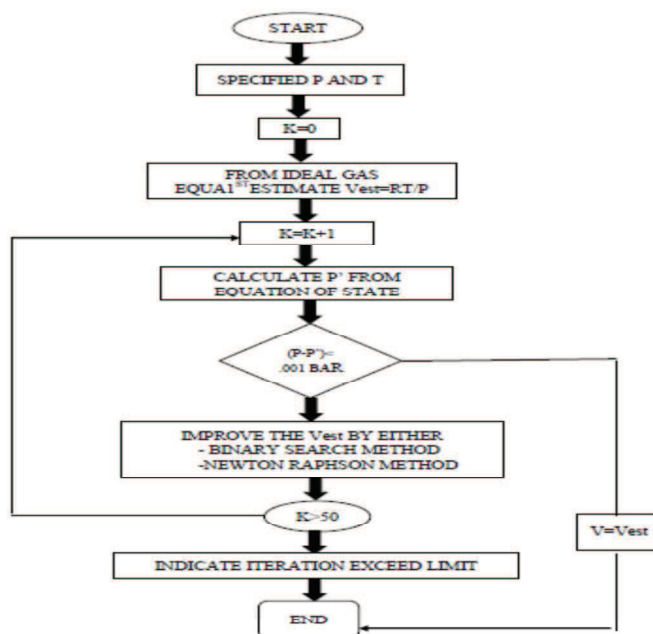 START
SPECIFIED P AND T
K=0
FROM IDEAL GAS
EQUA1ST ESTIMATE Vest=RT/P
K=K+1
CALCULATE P' FROM
EQUATION OF STATE
(P-P')<
.001 BAR
IMPROVE THE Vest BY EITHER
- BINARY SEARCH METHOD
-NEWTON RAPHSON METHOD
K>50
V=Vest
INDICATE ITERATION EXCEED LIMIT
END